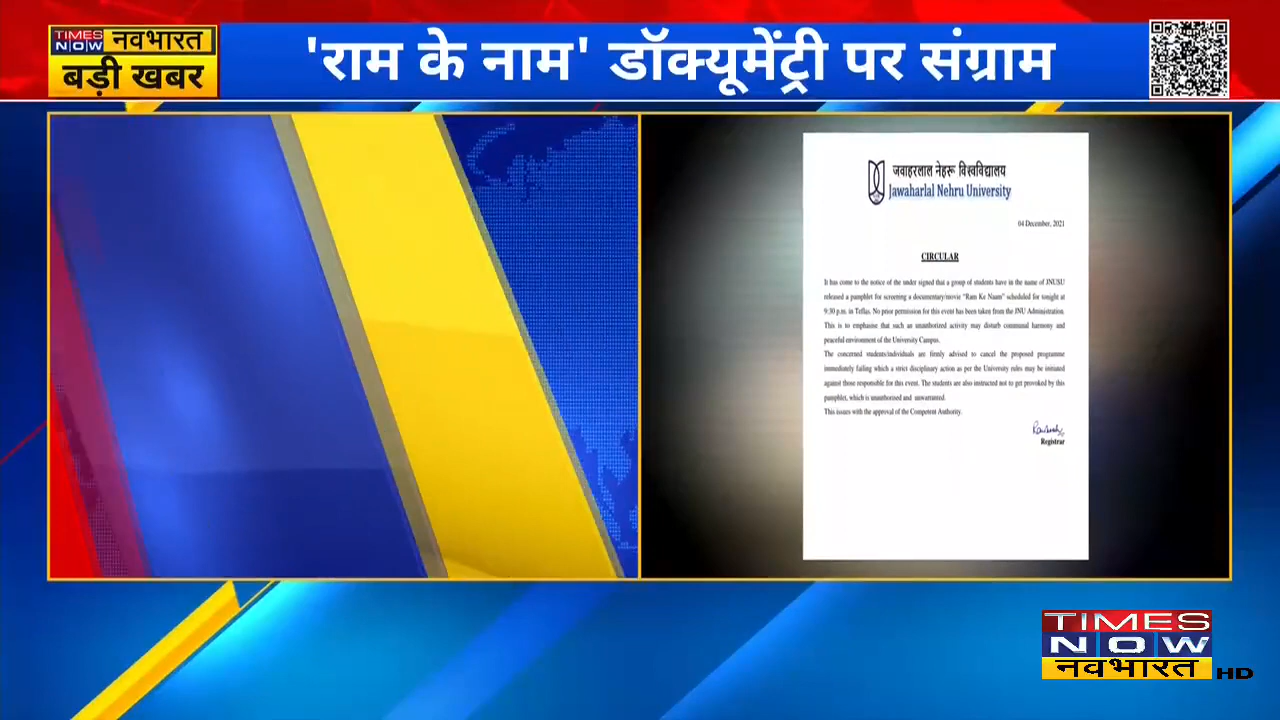 TIMES NOW नवभारत
बड़ी खबर
'राम के नाम' डॉक्यूमेंट्री पर संग्राम
जवाहरलाल नेहरू विश्वविद्यालय
Jawaharlal Nehru University
04 December, 2021
CIRCULAR
It has come to the notice of the under signed that a group of students have in the name of JNUSU
released a pamphlet for screening a documentary/movie "Ram Ke Naam" scheduled for tonight at
9:30 p.m. in Teflas. No prior permission for this event has been taken from the JNU Administration.
This is to emphasise that such an unauthorized activity may disturb communal harmony and
peaceful environment of the University Campus.
The concerned students/individuals are firmly advised to cancel the proposed programme
immediately failing which a strict disciplinary action as per the University rules may be initiated
against those responsible for this event. The students are also instructed not to get provoked by this
pamphlet, which is unauthorised and unwarranted.
This issues with the approval of the Competent Authority.
Registrar
TIMES
NOW
नवभारत HD